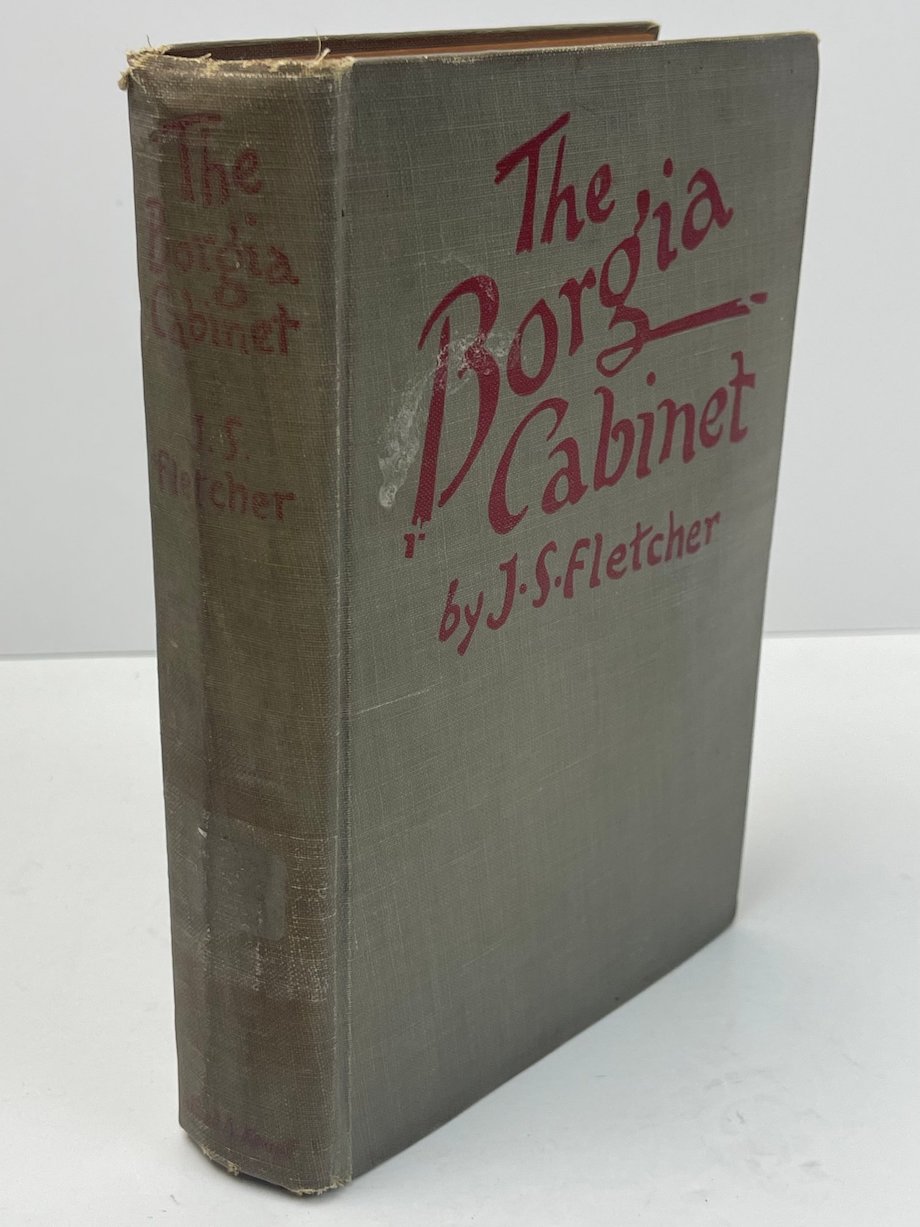 The
Borgia
Cabinet
J. S.
Fletcher
The
Borgia
Cabinet
by J. S. Fletcher